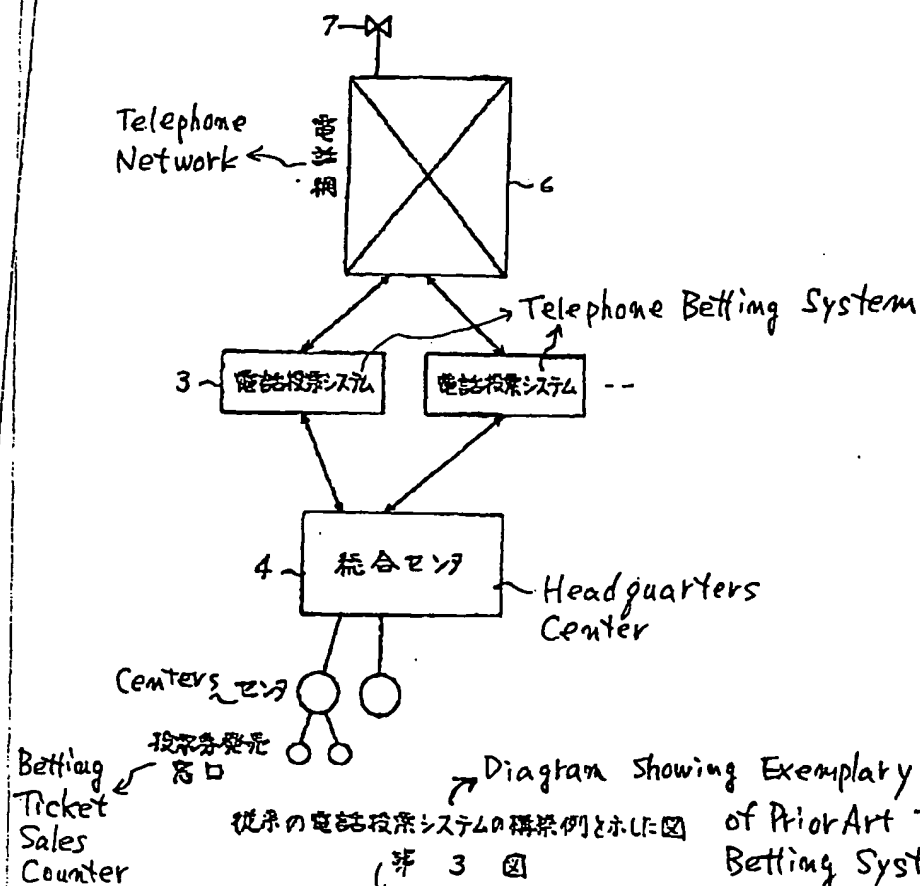 7
Telephone
Network
電話網
6
Telephone Betting System
3
電話投票システム
電話投票システム
4
統合センタ
Headquarters
Center
Centers
センタ
投票券発売
窓口
Betting
Ticket
Sales
Counter
Diagram Showing Exemplary
of Prior Art
Betting Syst
従来の電話投票システムの構築例を示した図
第 3 図